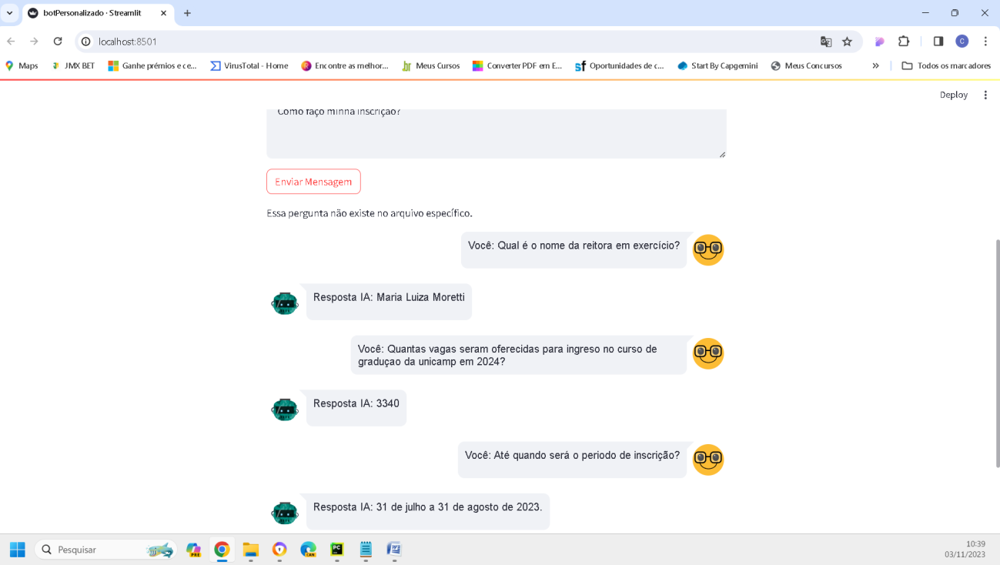 botPersonalizado · Streamlit
localhost:8501
Maps
JMX BET
Ganhe prémios e ce...
VirusTotal - Home
Encontre as melhor...
Meus Cursos
Converter PDF em E...
Oportunidades de c...
Start By Capgemini
Meus Concursos
Todos os marcadores
Deploy
Como faço minha inscrição?
Enviar Mensagem
Essa pergunta não existe no arquivo específico.
Você: Qual é o nome da reitora em exercício?
Resposta IA: Maria Luiza Moretti
Você: Quantas vagas seram oferecidas para ingreso no curso de
graduçao da unicamp em 2024?
Resposta IA: 3340
Você: Até quando será o periodo de inscrição?
Resposta IA: 31 de julho a 31 de agosto de 2023.
Pesquisar
10:39
03/11/2023